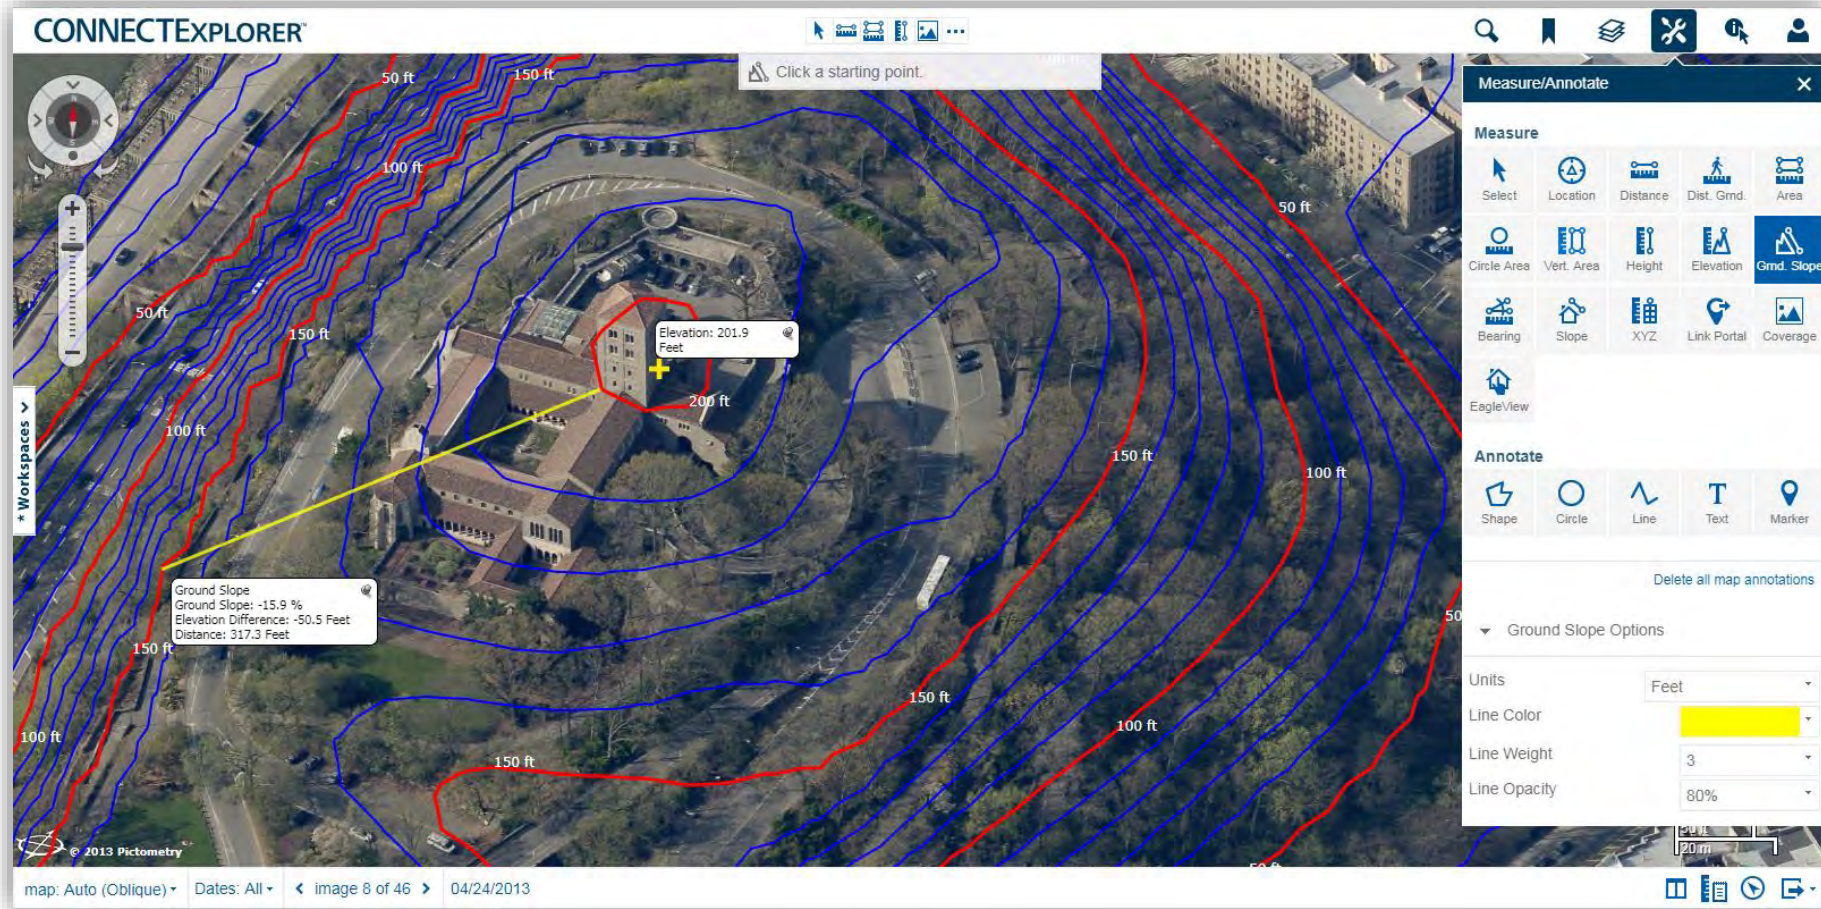 CONNECTEXPLORER™
Click a starting point.
Measure/Annotate
Measure
Select
Location
Distance
Dist. Grnd.
Area
Circle Area
Vert. Area
Height
Elevation
Grnd. Slope
Bearing
Slope
XYZ
Link Portal
Coverage
EagleView
Annotate
Shape
Circle
Line
Text
Marker
Delete all map annotations
Ground Slope Options
Units
Feet
Line Color
Line Weight
3
Line Opacity
80%
50 ft
150 ft
100 ft
50 ft
50 ft
150 ft
Elevation: 201.9
Feet
200 ft
100 ft
150 ft
100 ft
* Workspaces >
Ground Slope
Ground Slope: -15.9 %
Elevation Difference: -50.5 Feet
Distance: 317.3 Feet
150 ft
150 ft
100 ft
100 ft
150 ft
50
N
S
© 2013 Pictometry
20 m
map: Auto (Oblique)
Dates: All
image 8 of 46
04/24/2013